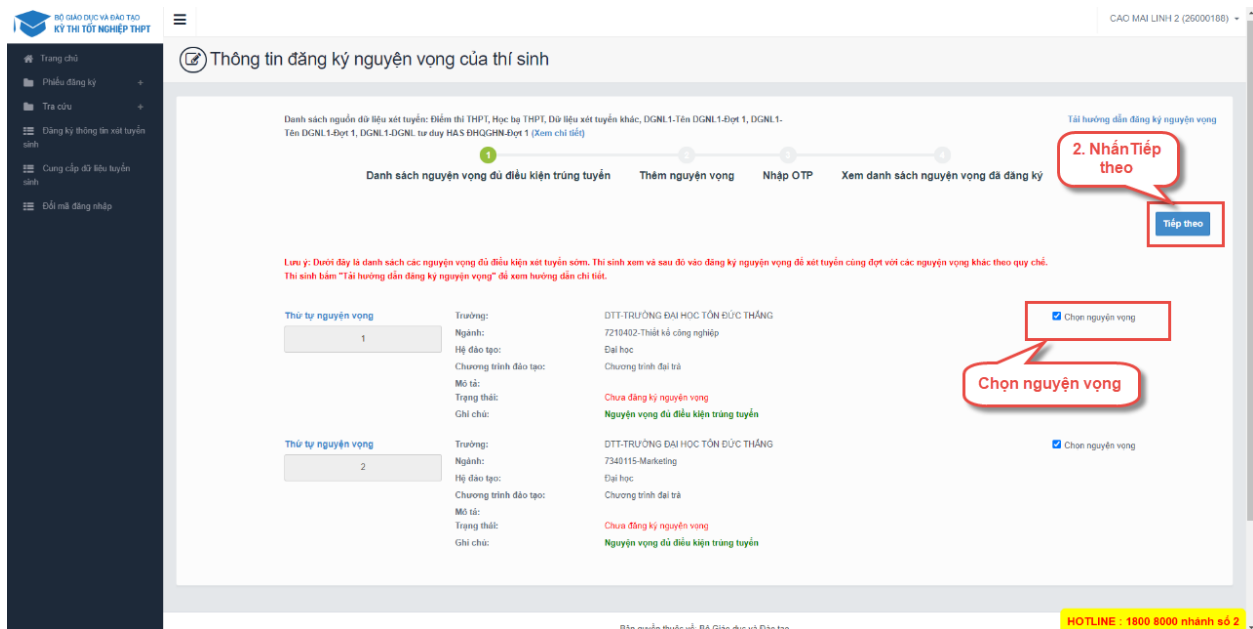 BỘ GIÁO DỤC VÀ ĐÀO TẠO
KỲ THI TỐT NGHIỆP THPT
CAO MAI LINH 2 (26000188)
Trang chủ
Phiếu đăng ký +
Tra cứu +
Đăng ký thông tin xét tuyển
sinh
Cung cấp dữ liệu tuyển
sinh
Đổi mã đăng nhập
Thông tin đăng ký nguyện vọng của thí sinh
Danh sách nguồn dữ liệu xét tuyển: Điểm thi THPT, Học bạ THPT, Dữ liệu xét tuyển khác, DGNL1-Tên DGNL1-Đợt 1, DGNL1-
Tên DGNL1-Đợt 1, DGNL1-DGNL tư duy HAS ĐHQGHN-Đợt 1 (Xem chi tiết)
Tải hướng dẫn đăng ký nguyện vọng
1 2 3 4
Danh sách nguyện vọng đủ điều kiện trúng tuyển Thêm nguyện vọng Nhập OTP Xem danh sách nguyện vọng đã đăng ký
2. Nhấn Tiếp
theo
Tiếp theo
Lưu ý: Dưới đây là danh sách các nguyện vọng đủ điều kiện xét tuyển sớm. Thí sinh xem và sau đó vào đăng ký nguyện vọng để xét tuyển cùng đợt với các nguyện vọng khác theo quy chế.
Thí sinh bấm "Tải hướng dẫn đăng ký nguyện vọng" để xem hướng dẫn chi tiết.
Thứ tự nguyện vọng
1
Trường: DTT-TRƯỜNG ĐẠI HỌC TÔN ĐỨC THẮNG
Ngành: 7210402-Thiết kế công nghiệp
Hệ đào tạo: Đại học
Chương trình đào tạo: Chương trình đại trà
Mô tả:
Trạng thái: Chưa đăng ký nguyện vọng
Ghi chú: Nguyện vọng đủ điều kiện trúng tuyển
Chọn nguyện vọng
Chọn nguyện vọng
Thứ tự nguyện vọng
2
Trường: DTT-TRƯỜNG ĐẠI HỌC TÔN ĐỨC THẮNG
Ngành: 7340115-Marketing
Hệ đào tạo: Đại học
Chương trình đào tạo: Chương trình đại trà
Mô tả:
Trạng thái: Chưa đăng ký nguyện vọng
Ghi chú: Nguyện vọng đủ điều kiện trúng tuyển
Chọn nguyện vọng
Bản quyền thuộc về: Bộ Giáo dục và Đào tạo
HOTLINE : 1800 8000 nhánh số 2